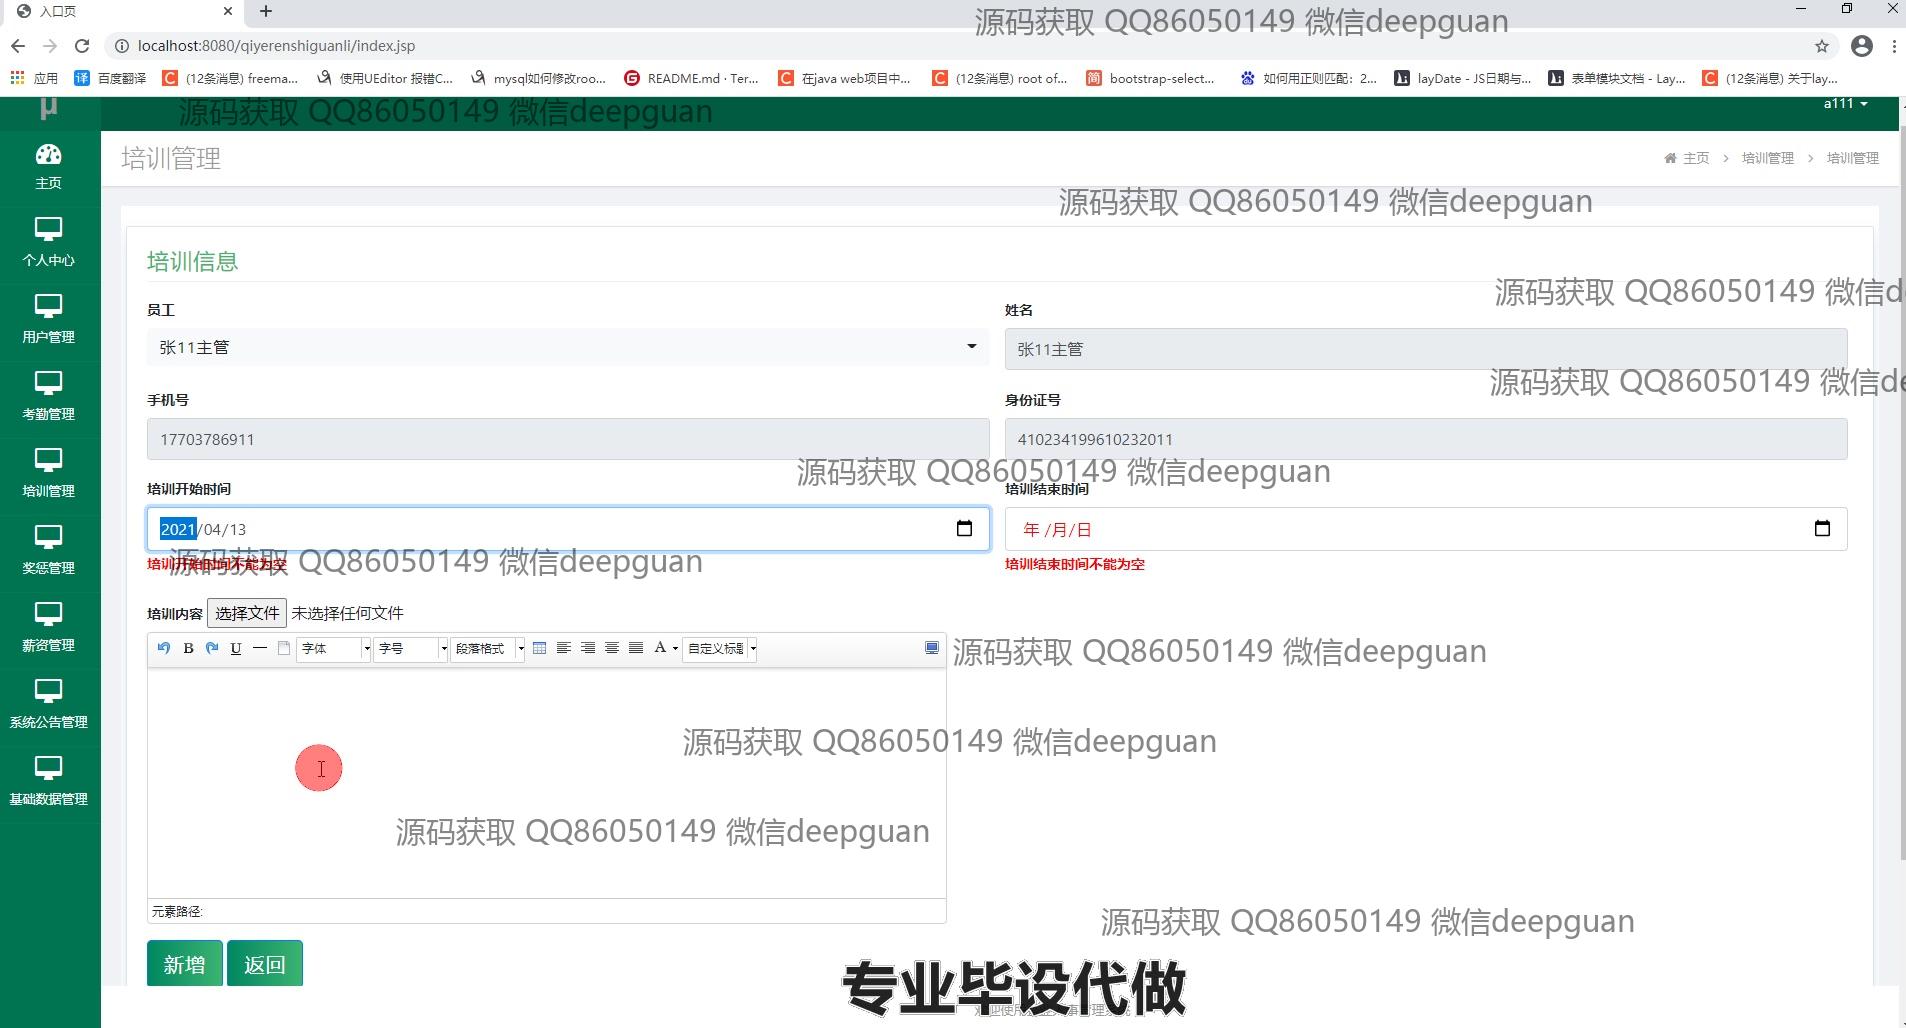 入口页
源码获取 QQ86050149 微信deepguan
localhost:8080/qiyerenshiguanli/index.jsp
应用 百度翻译 (12条消息) freema... 使用UEditor 报错C... mysql如何修改roo... README.md · Ter... 在java web项目中... (12条消息) root of... bootstrap-select... 如何用正则匹配：2... layDate - JS日期与... 表单模块文档 - Lay... (12条消息) 关于lay...
μ
源码获取 QQ86050149 微信deepguan
a111
主页
培训管理
主页 > 培训管理 > 培训管理
源码获取 QQ86050149 微信deepguan
个人中心
培训信息
源码获取 QQ86050149 微信d
员工
姓名
用户管理
张11主管
张11主管
源码获取 QQ86050149 微信de
手机号
身份证号
考勤管理
17703786911
410234199610232011
源码获取 QQ86050149 微信deepguan
培训开始时间
培训结束时间
培训管理
2021/04/13
年 /月/日
源码获取 QQ86050149 微信deepguan
培训开始时间不能为空
培训结束时间不能为空
奖惩管理
培训内容 选择文件 未选择任何文件
薪资管理
B U 字体 字号 段落格式 A 自定义标题
源码获取 QQ86050149 微信deepguan
系统公告管理
源码获取 QQ86050149 微信deepguan
基础数据管理
源码获取 QQ86050149 微信deepguan
元素路径:
源码获取 QQ86050149 微信deepguan
新增 返回
专业毕设代做